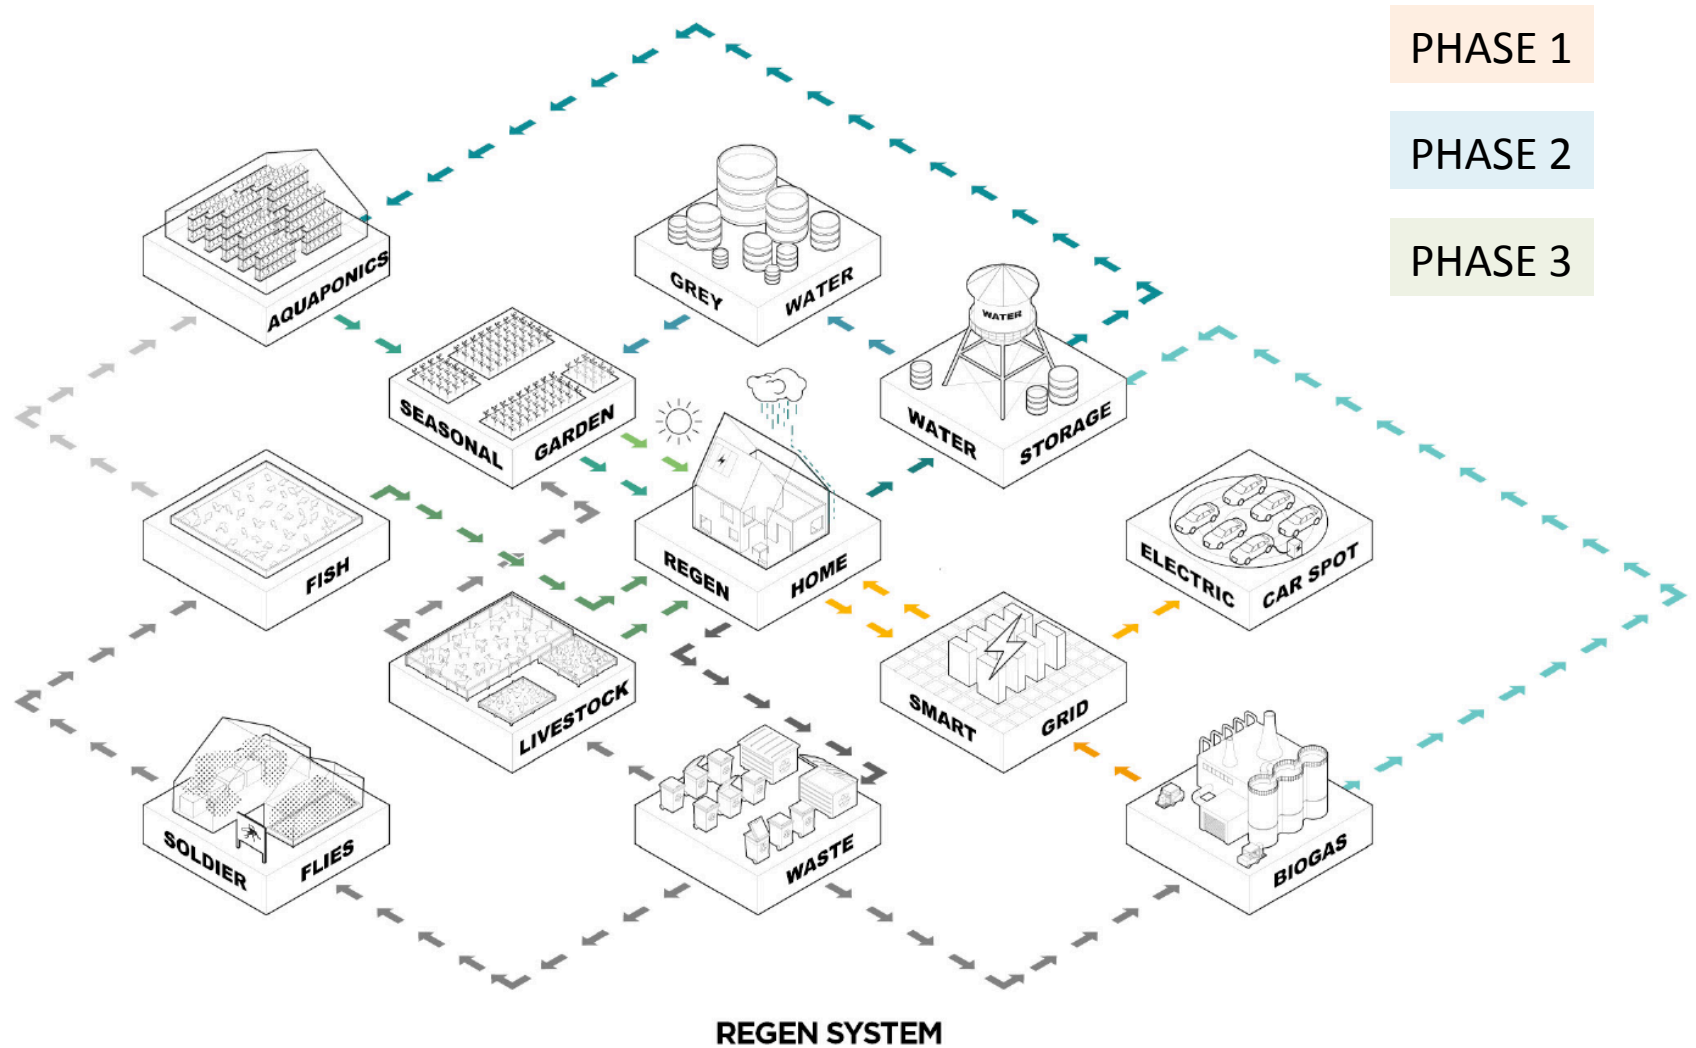 PHASE 1
PHASE 2
PHASE 3
AQUAPONICS
GREY WATER
WATER
SEASONAL GARDEN
WATER STORAGE
FISH
REGEN HOME
ELECTRIC CAR SPOT
LIVESTOCK
SMART GRID
SOLDIER FLIES
WASTE
BIOGAS
REGEN SYSTEM